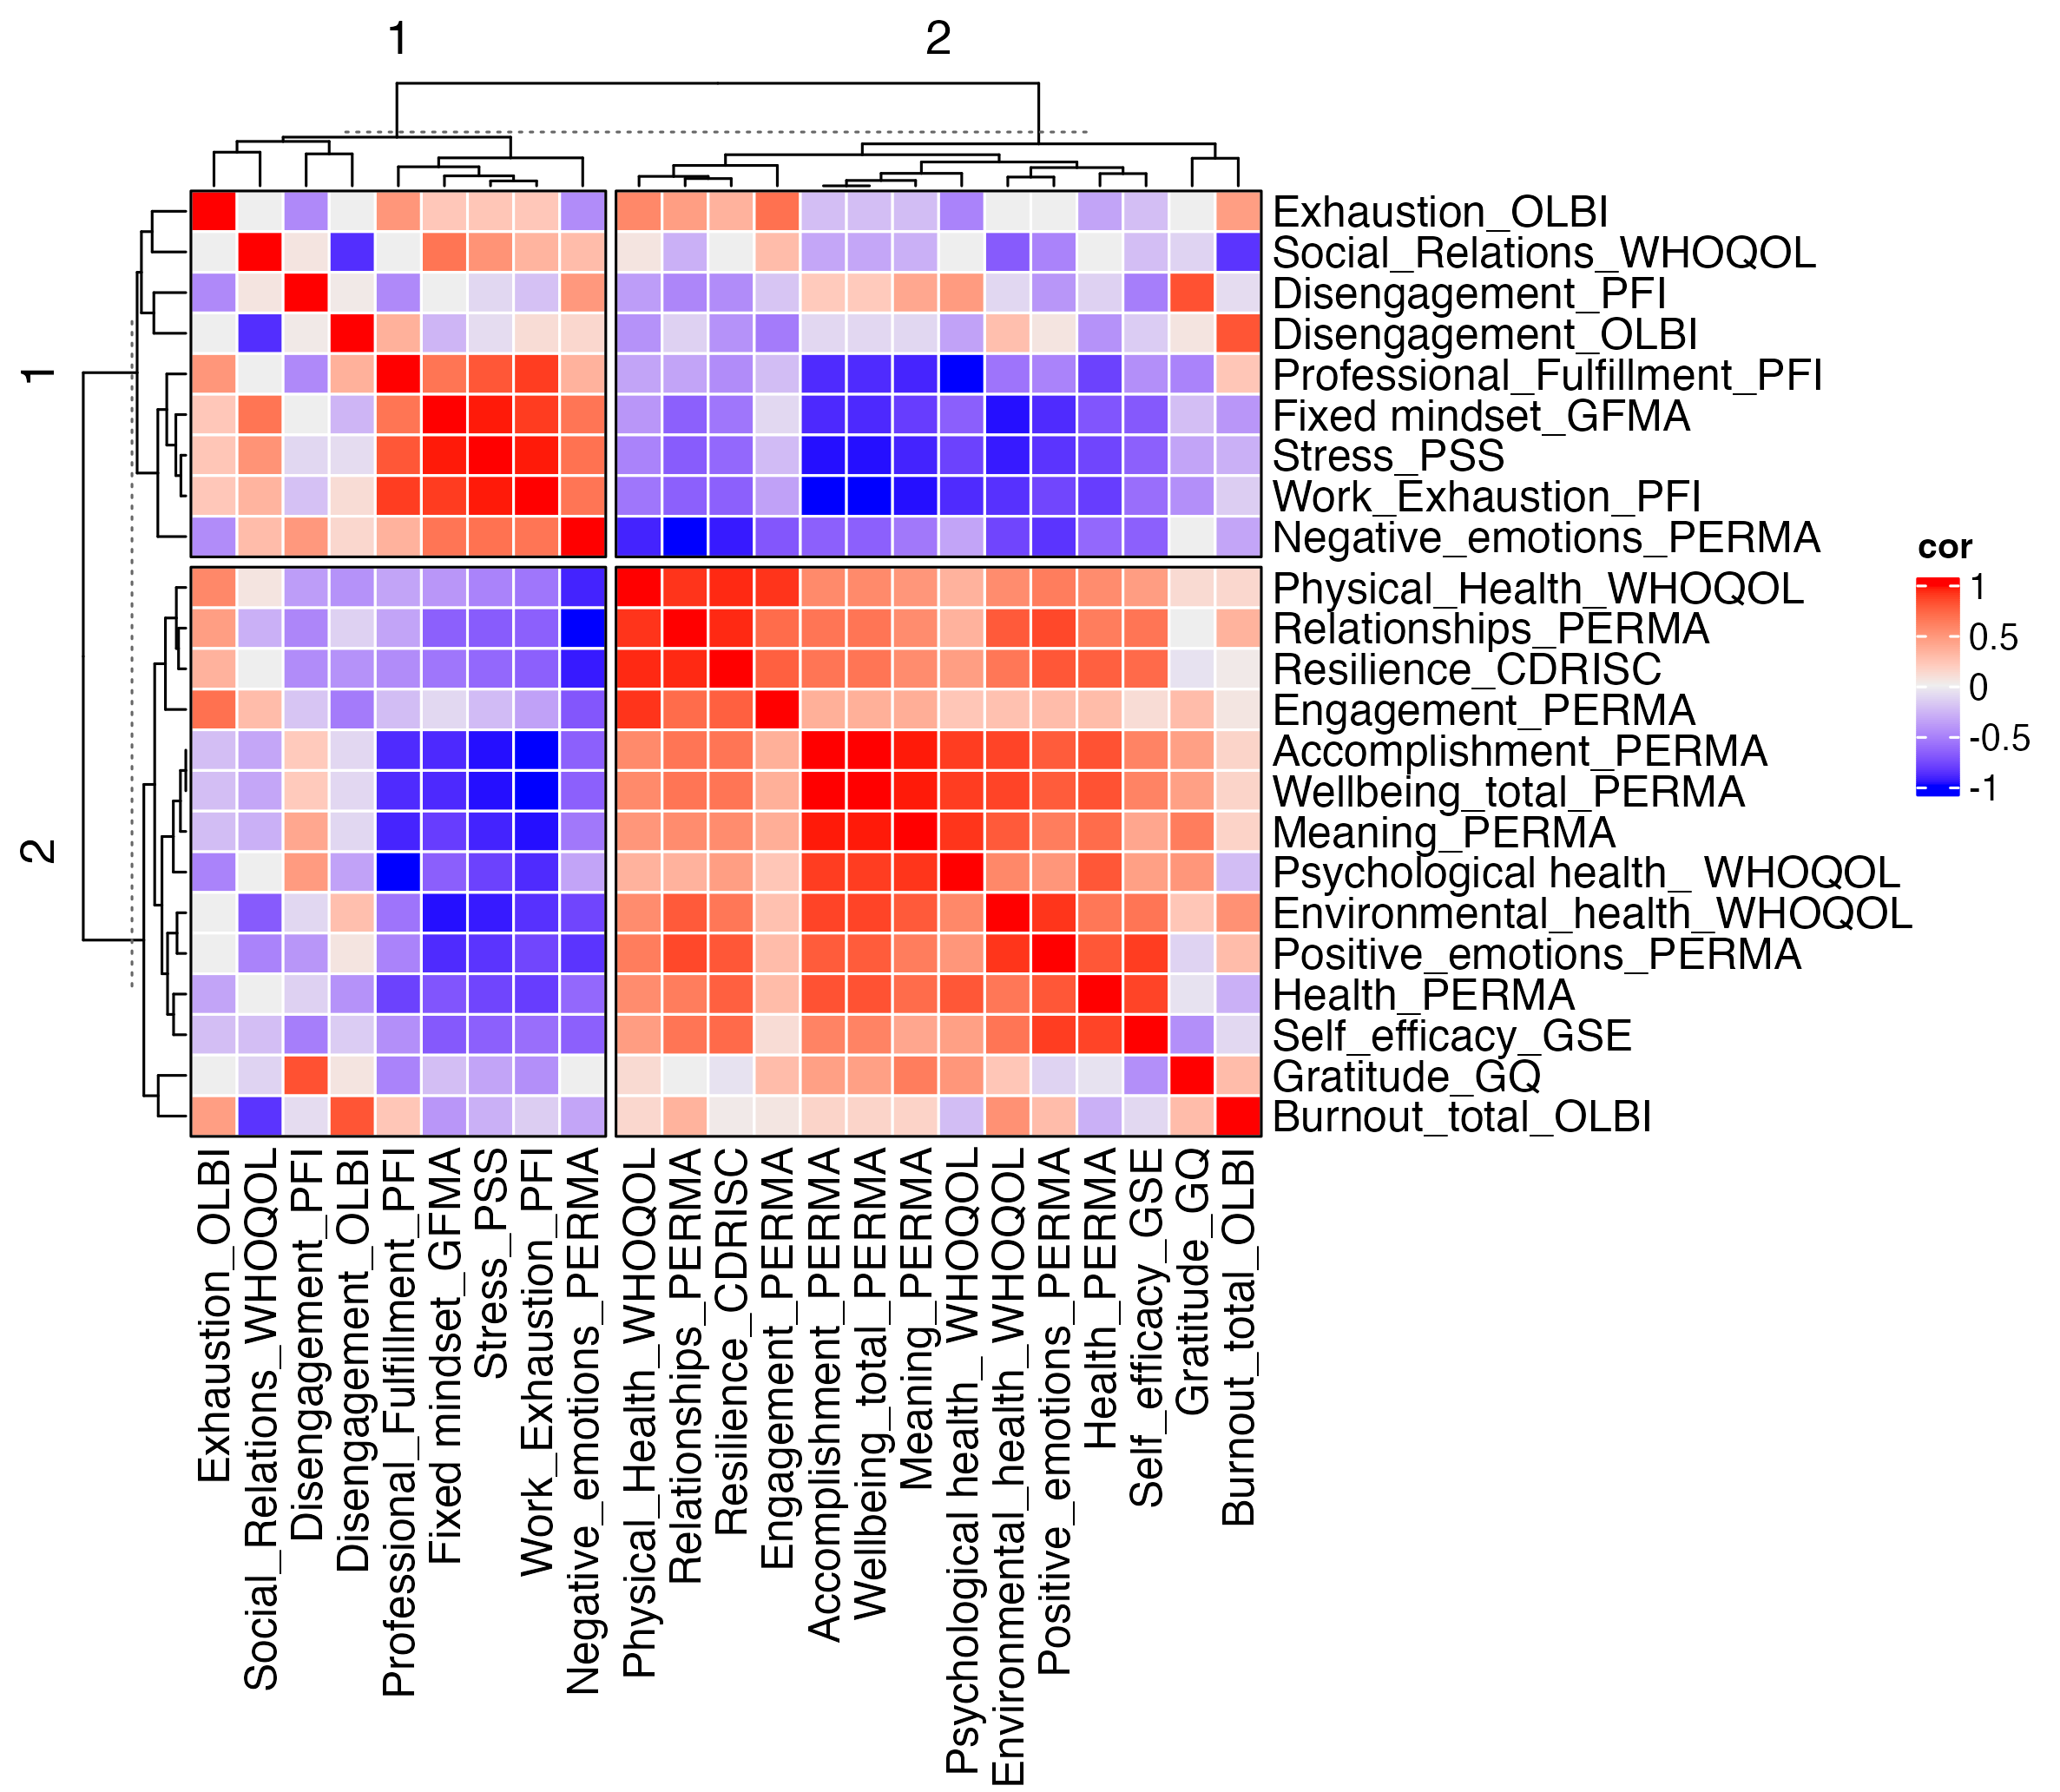 1
2
Exhaustion_OLBI
Social_Relations_WHOQOL
Disengagement_PFI
Disengagement_OLBI
Professional_Fulfillment_PFI
Fixed mindset_GFMA
Stress_PSS
Work_Exhaustion_PFI
Negative_emotions_PERMA
Physical_Health_WHOQOL
Relationships_PERMA
Resilience_CDRISC
Engagement_PERMA
Accomplishment_PERMA
Wellbeing_total_PERMA
Meaning_PERMA
Psychological health_ WHOQOL
Environmental_health_WHOQOL
Positive_emotions_PERMA
Health_PERMA
Self_efficacy_GSE
Gratitude_GQ
Burnout_total_OLBI
1
2
cor
1
0.5
0
-0.5
-1
Exhaustion_OLBI
Social_Relations_WHOQOL
Disengagement_PFI
Disengagement_OLBI
Professional_Fulfillment_PFI
Fixed mindset_GFMA
Stress_PSS
Work_Exhaustion_PFI
Negative_emotions_PERMA
Physical_Health_WHOQOL
Relationships_PERMA
Resilience_CDRISC
Engagement_PERMA
Accomplishment_PERMA
Wellbeing_total_PERMA
Meaning_PERMA
Psychological health_ WHOQOL
Environmental_health_WHOQOL
Positive_emotions_PERMA
Health_PERMA
Self_efficacy_GSE
Gratitude_GQ
Burnout_total_OLBI